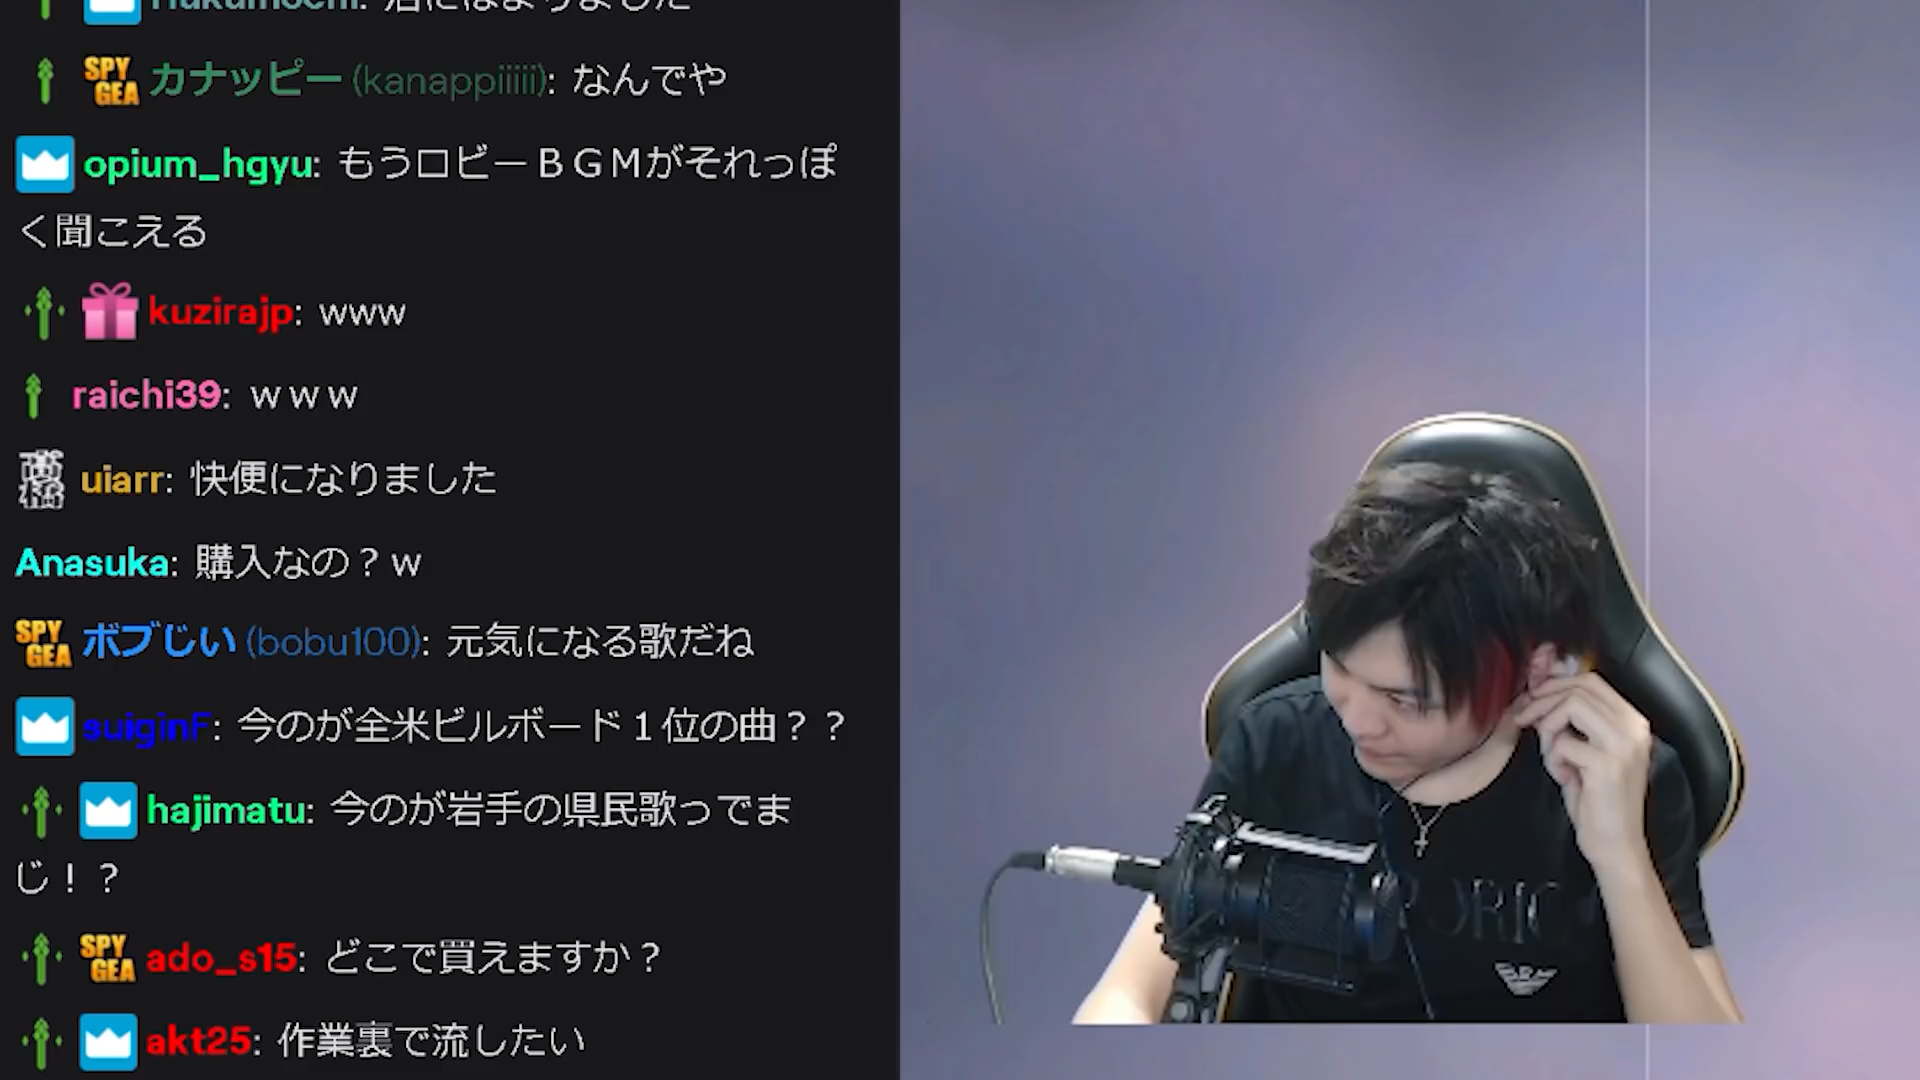 カナッピー (kanappiiiii): なんでや
opium_hgyu: もうロビーＢＧＭがそれっぽ
く聞こえる
kuzirajp: www
raichi39: ｗｗｗ
uiarr: 快便になりました
Anasuka: 購入なの？ｗ
SPY GEA ボブじい (bobu100): 元気になる歌だね
suiginF: 今のが全米ビルボード１位の曲？？
hajimatu: 今のが岩手の県民歌ってま
じ！？
SPY GEA ado_s15: どこで買えますか？
akt25: 作業裏で流したい